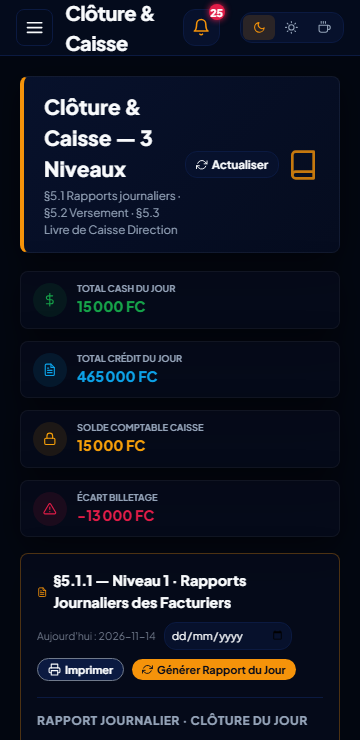 Clôture &
Caisse
25
Clôture &
Caisse — 3
Niveaux
§5.1 Rapports journaliers ·
§5.2 Versement · §5.3
Livre de Caisse Direction
Actualiser
TOTAL CASH DU JOUR
15 000 FC
TOTAL CRÉDIT DU JOUR
465 000 FC
SOLDE COMPTABLE CAISSE
15 000 FC
ÉCART BILLETAGE
-13 000 FC
§5.1.1 — Niveau 1 · Rapports
Journaliers des Facturiers
Aujourd'hui : 2026-11-14
dd/mm/yyyy
Imprimer
Générer Rapport du Jour
RAPPORT JOURNALIER · CLÔTURE DU JOUR